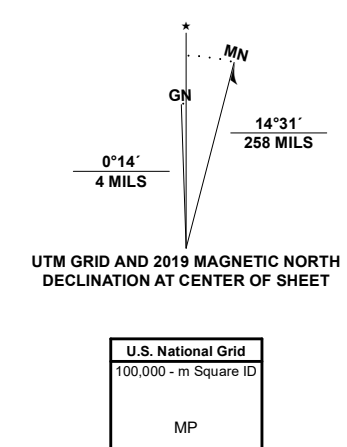 ★
MN
GN
14°31´
258 MILS
0°14´
4 MILS
UTM GRID AND 2019 MAGNETIC NORTH
DECLINATION AT CENTER OF SHEET
U.S. National Grid
100,000 - m Square ID
MP